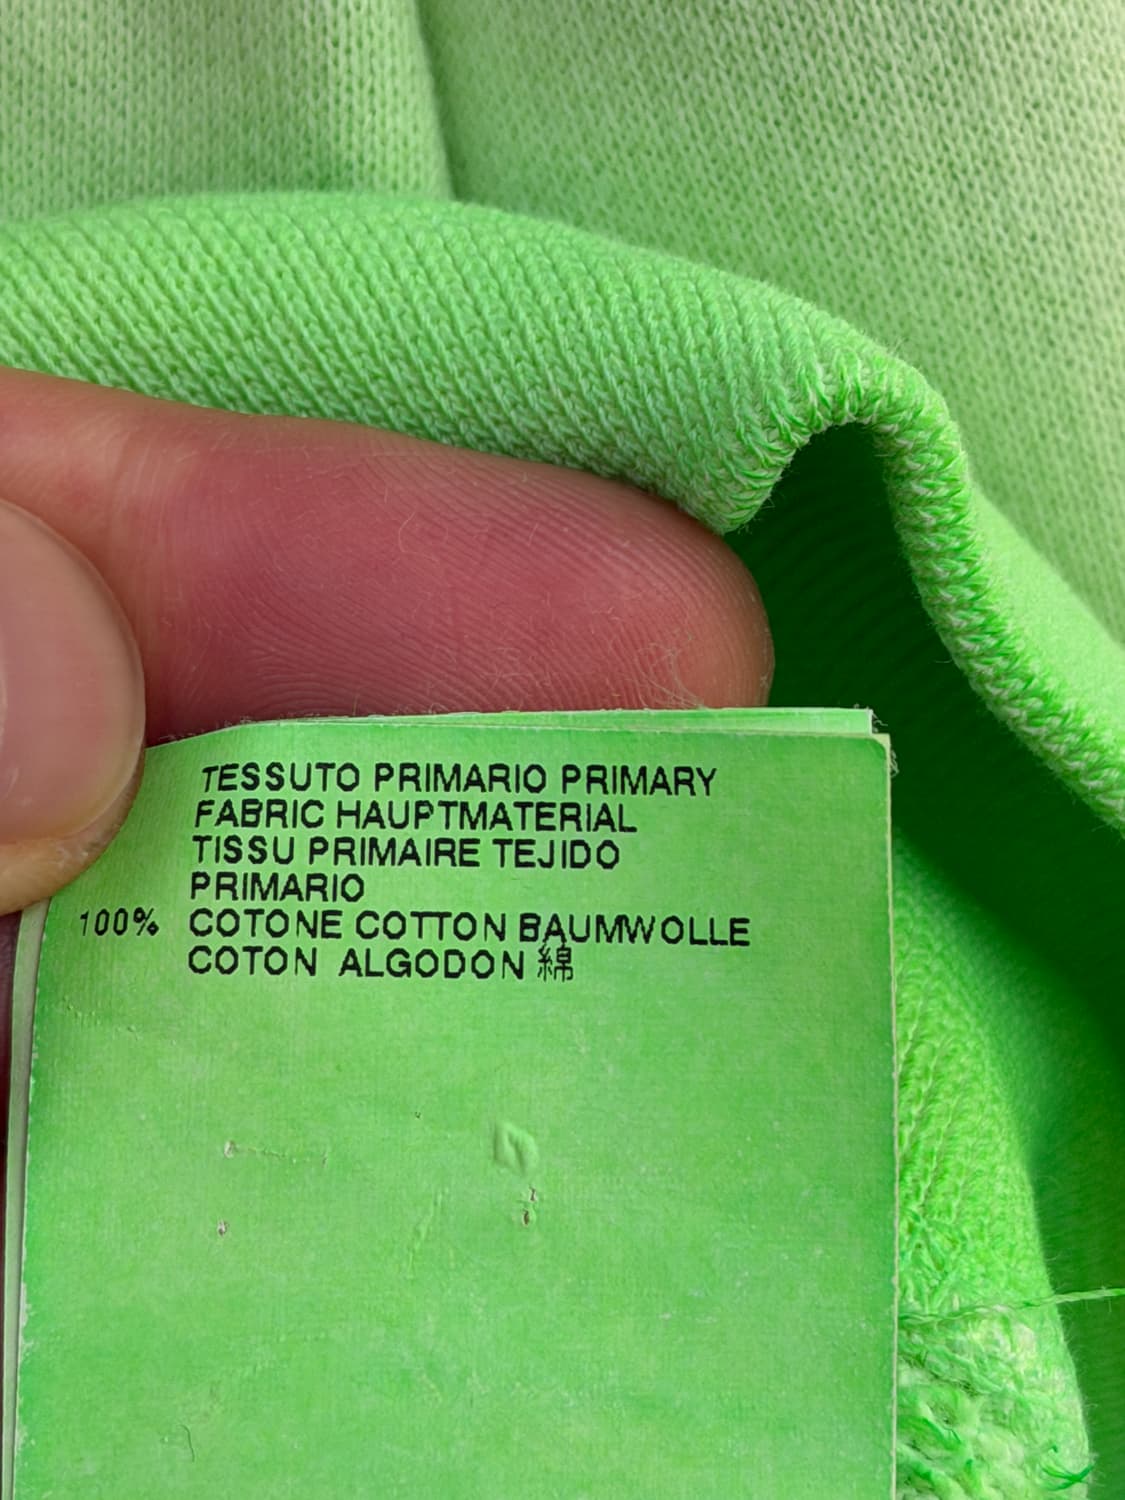 TESSUTO PRIMARIO PRIMARY
FABRIC HAUPTMATERIAL
TISSU PRIMAIRE TEJIDO
PRIMARIO
100% COTONE COTTON BAUMWOLLE
COTON ALGODON 綿